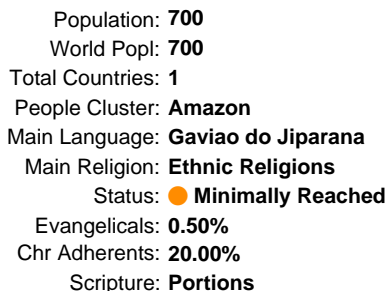 Population: 700
World Popl: 700
Total Countries: 1
People Cluster: Amazon
Main Language: Gaviao do Jiparana
Main Religion: Ethnic Religions
Status: Minimally Reached
Evangelicals: 0.50%
Chr Adherents: 20.00%
Scripture: Portions